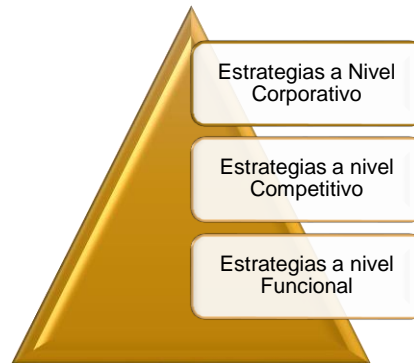 Estrategias a Nivel
Corporativo
Estrategias a nivel
Competitivo
Estrategias a nivel
Funcional